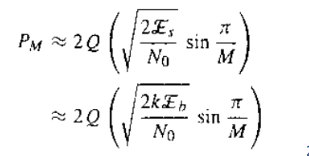 P_M ≈ 2Q ( √(2ℰ_s / N_0) sin π/M )
≈ 2Q ( √(2kℰ_b / N_0) sin π/M )